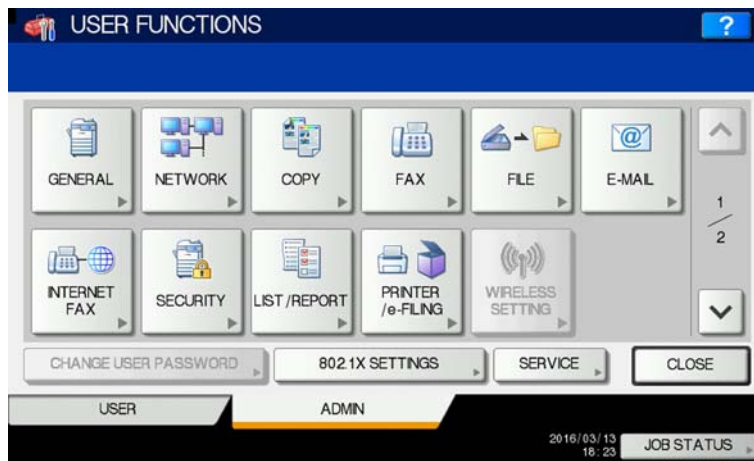 USER FUNCTIONS
?
GENERAL
NETWORK
COPY
FAX
FILE
E-MAIL
1
/
2
INTERNET
FAX
SECURITY
LIST/REPORT
PRINTER
/e-FILING
WIRELESS
SETTING
CHANGE USER PASSWORD
802.1X SETTINGS
SERVICE
CLOSE
USER
ADMIN
2016/03/13
18:23
JOB STATUS